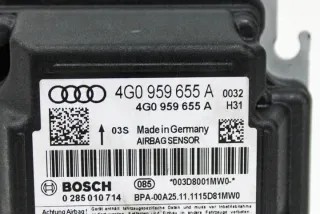 4G0 959 655 A 0032
4G0 959 655 A H31
03S Made in Germany
AIRBAG SENSOR
BOSCH 085 *003D8001MW0-*
0 285 010 714 BPA-00A25.11.1115D81MW0
Achtung Airbag!